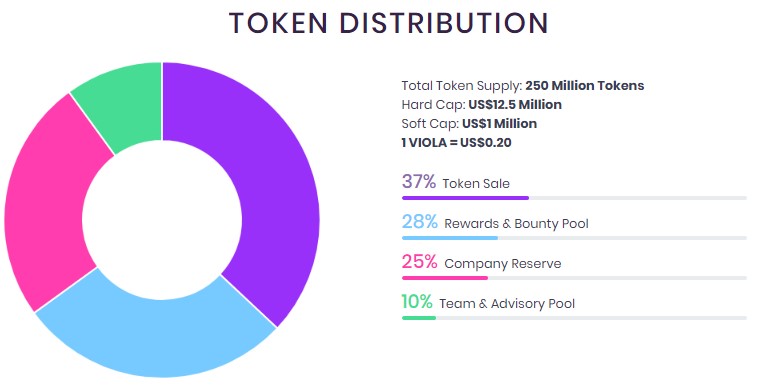 TOKEN DISTRIBUTION
Total Token Supply: 250 Million Tokens
Hard Cap: US$12.5 Million
Soft Cap: US$1 Million
1 VIOLA = US$0.20
37% Token Sale
28% Rewards & Bounty Pool
25% Company Reserve
10% Team & Advisory Pool